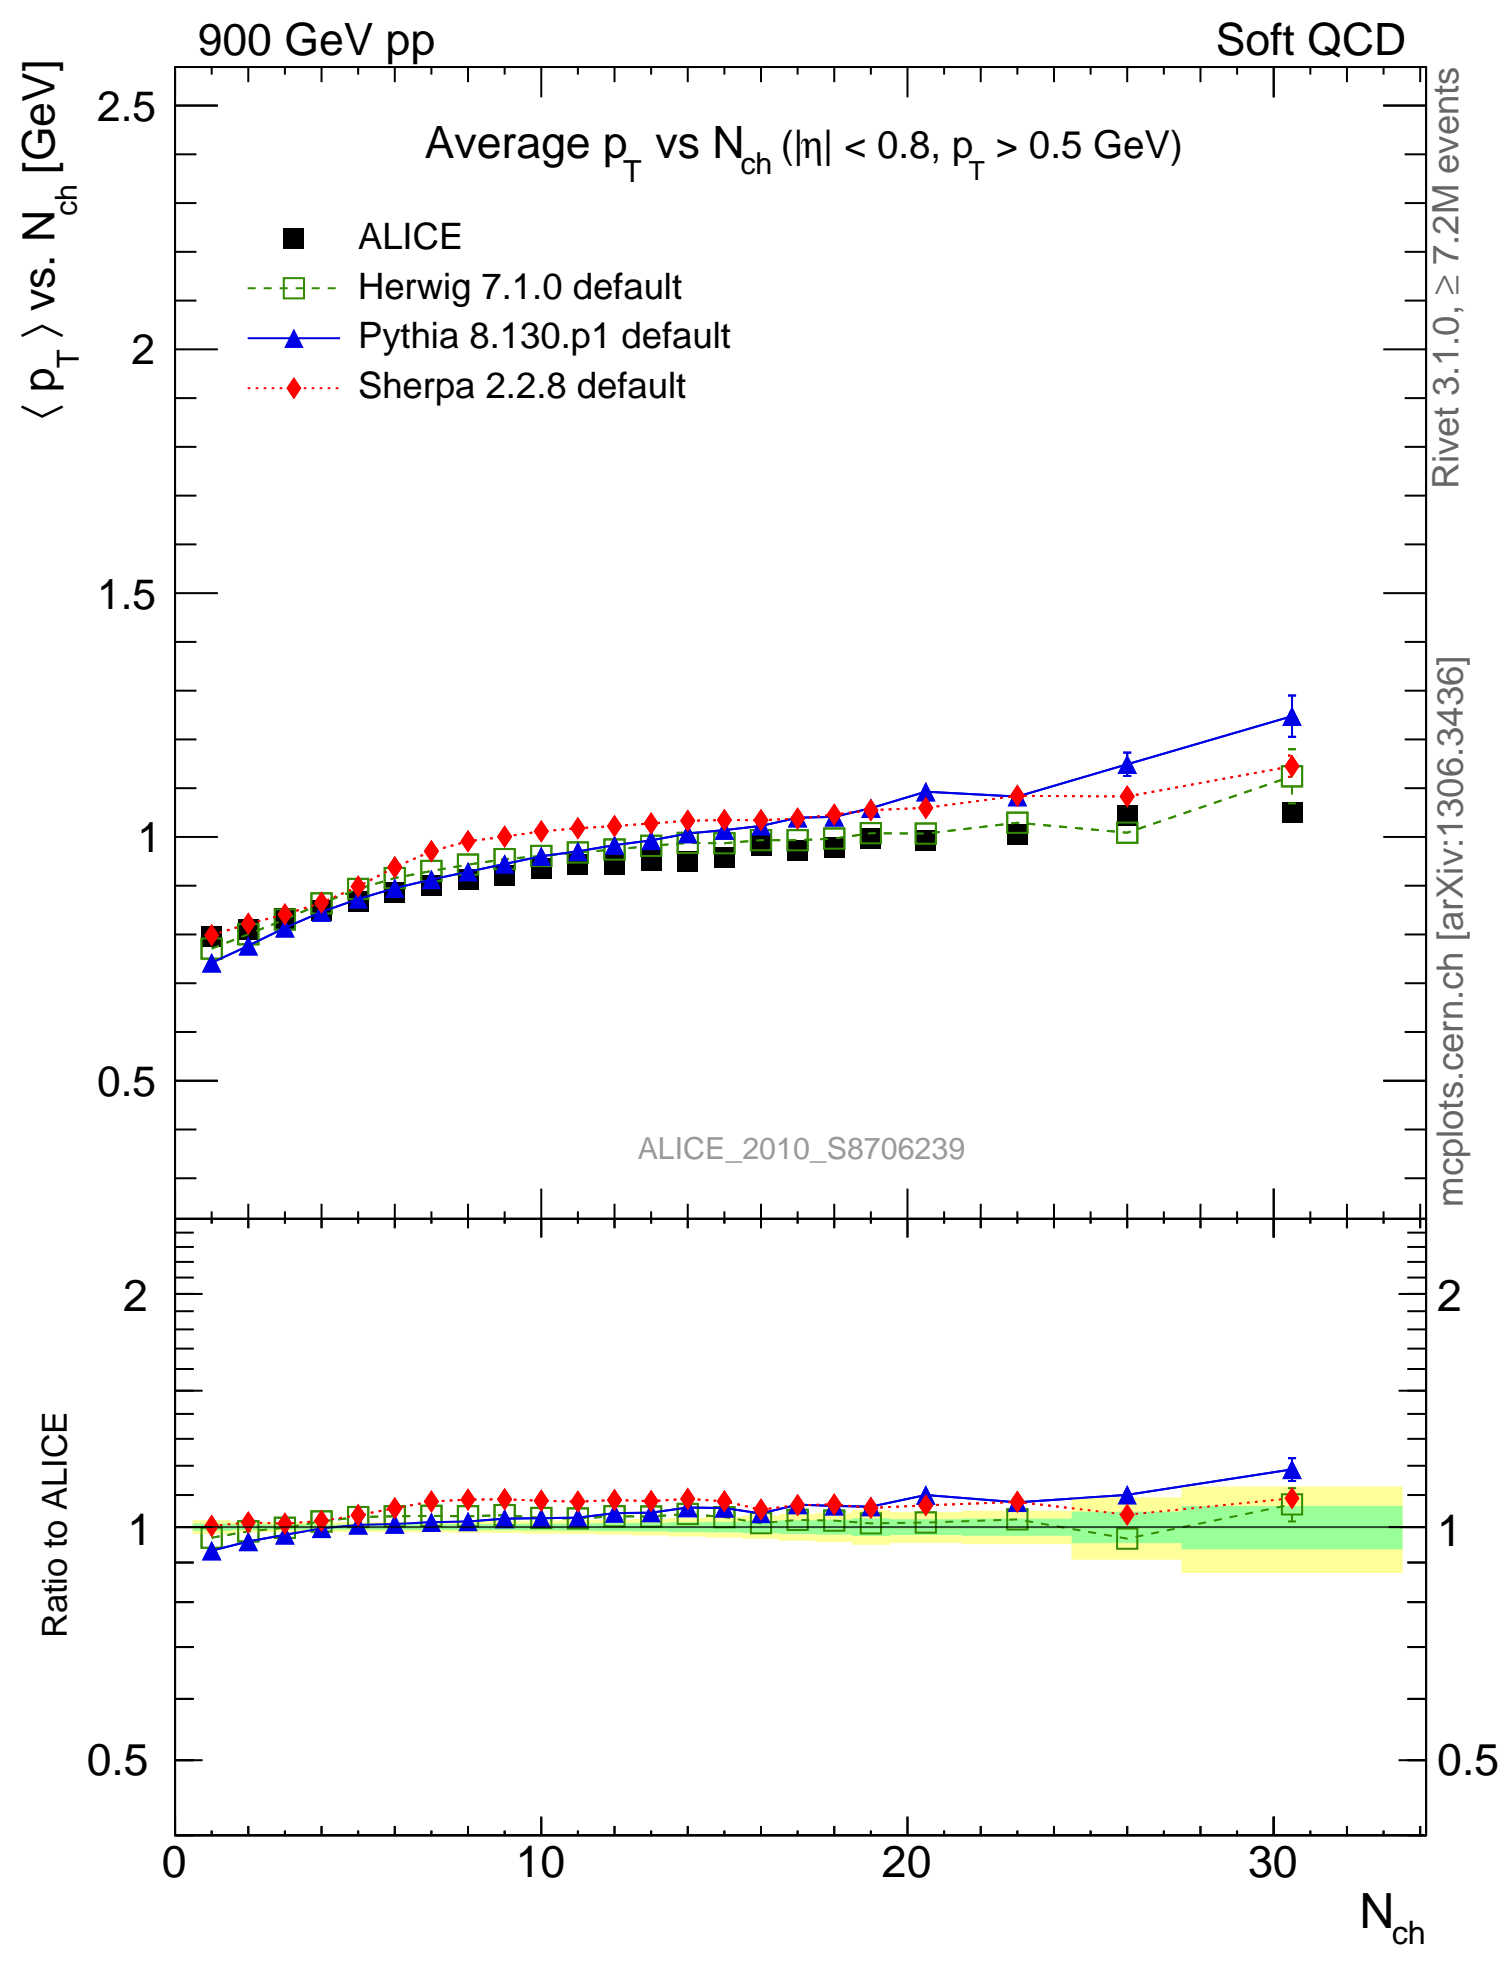 900 GeV pp
Soft QCD
Average p_T vs N_ch (|η| < 0.8, p_T > 0.5 GeV)
ALICE
Herwig 7.1.0 default
Pythia 8.130.p1 default
Sherpa 2.2.8 default
⟨ p_T ⟩ vs. N_ch [GeV]
2.5
2
1.5
1
0.5
ALICE_2010_S8706239
Rivet 3.1.0, ≥ 7.2M events
mcplots.cern.ch [arXiv:1306.3436]
Ratio to ALICE
2
1
0.5
2
1
0.5
0
10
20
30
N_ch